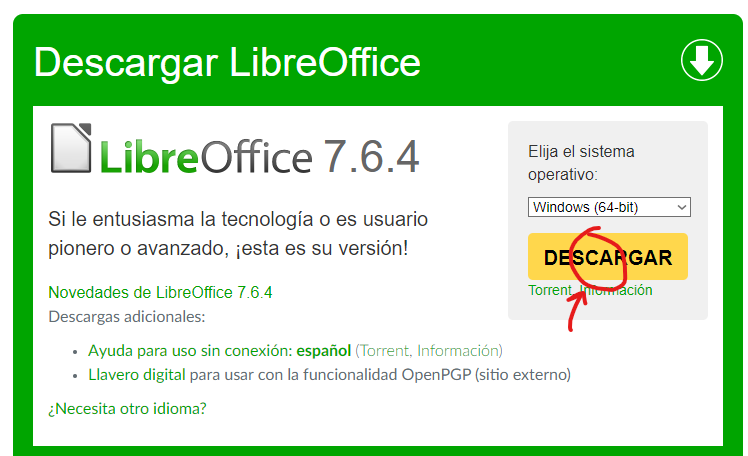 Descargar LibreOffice
LibreOffice 7.6.4
Si le entusiasma la tecnología o es usuario
pionero o avanzado, ¡esta es su versión!
Novedades de LibreOffice 7.6.4
Descargas adicionales:
Ayuda para uso sin conexión: español (Torrent, Información)
Llavero digital para usar con la funcionalidad OpenPGP (sitio externo)
¿Necesita otro idioma?
Elija el sistema
operativo:
Windows (64-bit)
DESCARGAR
Torrent, Información